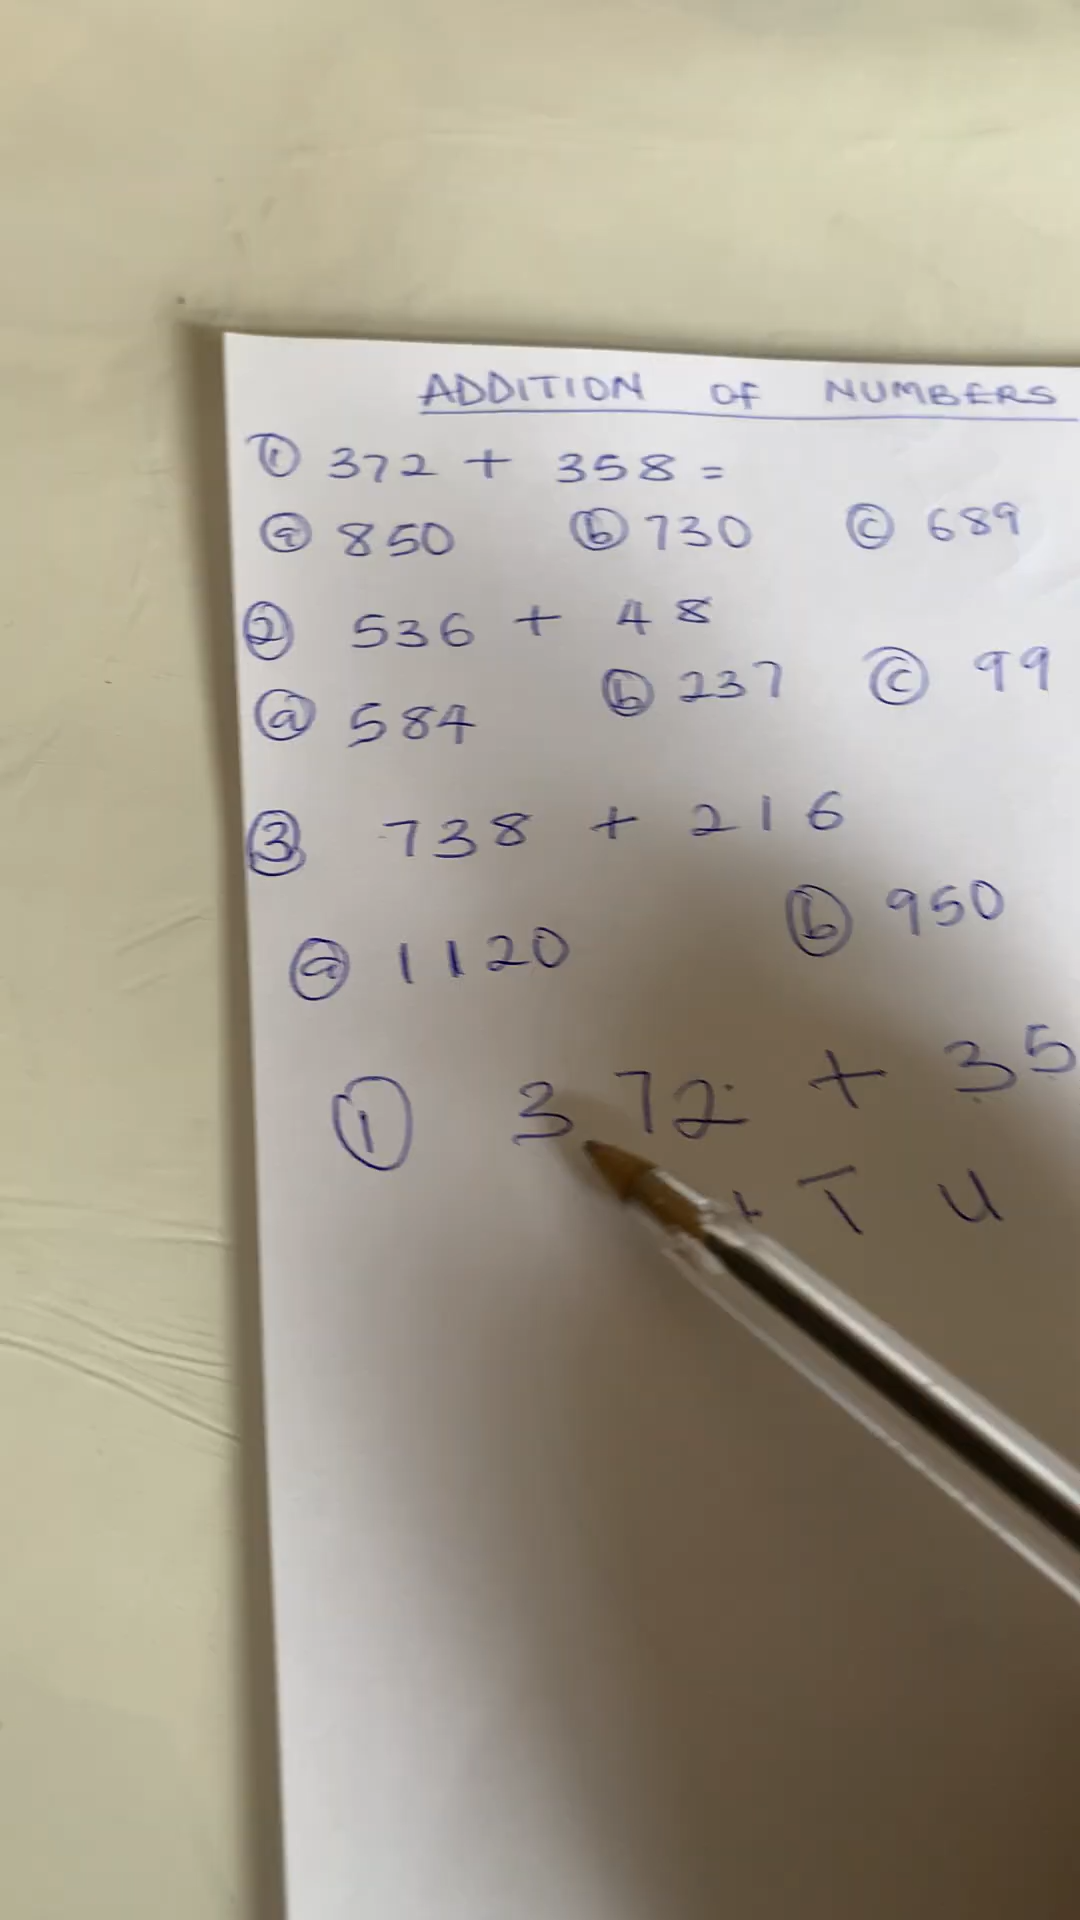 ADDITION OF NUMBERS
① 372 + 358 =
ⓐ 850 ⓑ 730 ⓒ 689
② 536 + 48
ⓐ 584 ⓑ 237 ⓒ 99
③ 738 + 216
ⓐ 1120 ⓑ 950
① 372 + 35
T U